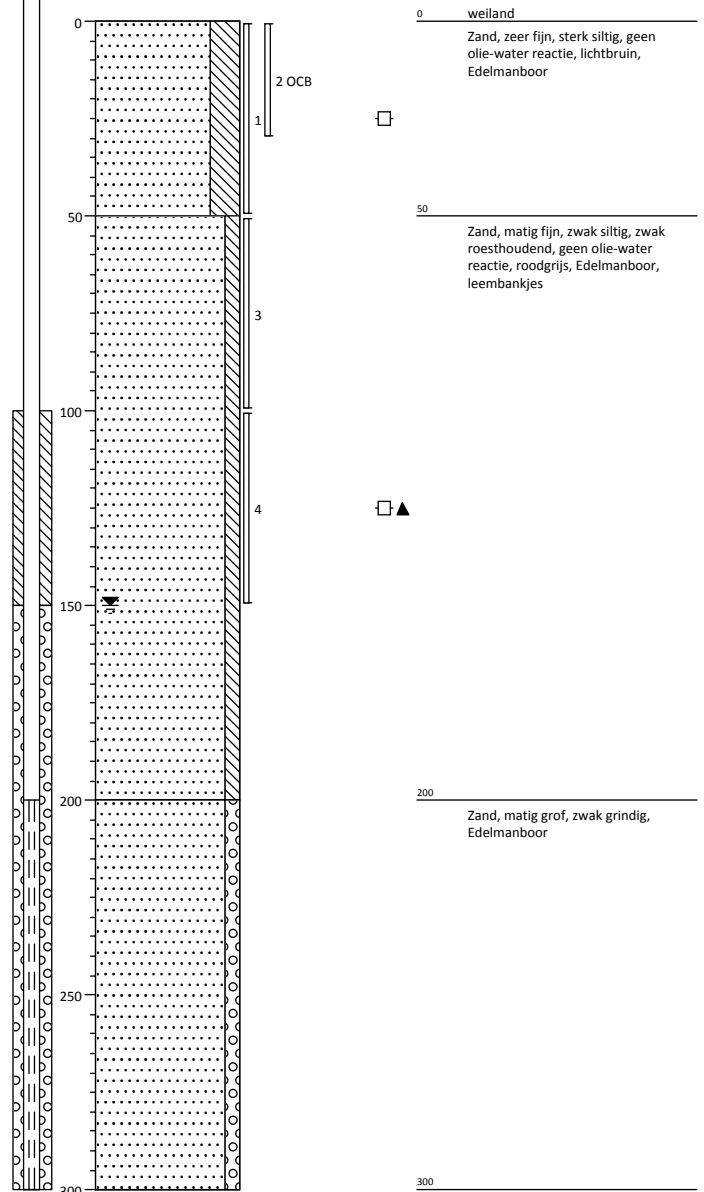 0
50
100
150
200
250
300
1
2 OCB
3
4
0 weiland
Zand, zeer fijn, sterk siltig, geen
olie-water reactie, lichtbruin,
Edelmanboor
50
Zand, matig fijn, zwak siltig, zwak
roesthoudend, geen olie-water
reactie, roodgrijs, Edelmanboor,
leembankjes
200
Zand, matig grof, zwak grindig,
Edelmanboor
300